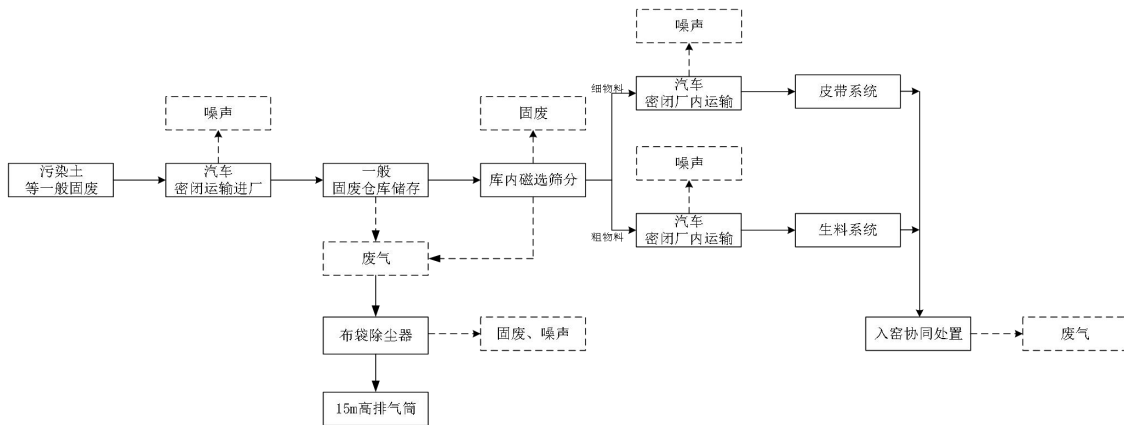 噪声
噪声
固废
细物料
汽车
密闭厂内运输
皮带系统
污染土
等一般固废
汽车
密闭运输进厂
一般
固废仓库储存
库内磁选筛分
噪声
粗物料
汽车
密闭厂内运输
生料系统
废气
布袋除尘器
固废、噪声
入窑协同处置
废气
15m高排气筒